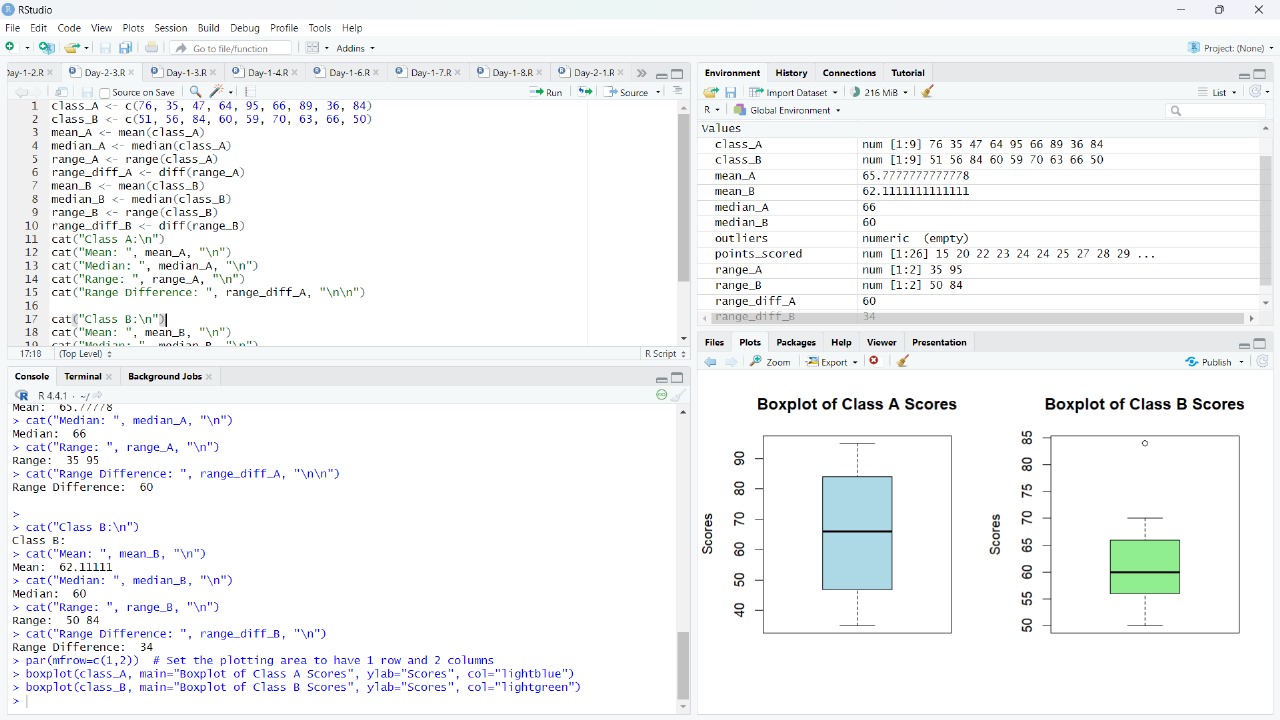 RStudio
File Edit Code View Plots Session Build Debug Profile Tools Help
Go to file/function Addins Project: (None)
Day-1-2.R Day-2-3.R Day-1-3.R Day-1-4.R Day-1-6.R Day-1-7.R Day-1-8.R Day-2-1.R
Source on Save Run Source
1 class_A <- c(76, 35, 47, 64, 95, 66, 89, 36, 84)
2 class_B <- c(51, 56, 84, 60, 59, 70, 63, 66, 50)
3 mean_A <- mean(class_A)
4 median_A <- median(class_A)
5 range_A <- range(class_A)
6 range_diff_A <- diff(range_A)
7 mean_B <- mean(class_B)
8 median_B <- median(class_B)
9 range_B <- range(class_B)
10 range_diff_B <- diff(range_B)
11 cat("Class A:\n")
12 cat("Mean: ", mean_A, "\n")
13 cat("Median: ", median_A, "\n")
14 cat("Range: ", range_A, "\n")
15 cat("Range Difference: ", range_diff_A, "\n\n")
16
17 cat("Class B:\n")
18 cat("Mean: ", mean_B, "\n")
19 cat("Median: ", median_B, "\n")
17:18 (Top Level) R Script
Console Terminal Background Jobs
R 4.4.1 · ~/
Mean: 65.77778
> cat("Median: ", median_A, "\n")
Median: 66
> cat("Range: ", range_A, "\n")
Range: 35 95
> cat("Range Difference: ", range_diff_A, "\n\n")
Range Difference: 60
>
> cat("Class B:\n")
Class B:
> cat("Mean: ", mean_B, "\n")
Mean: 62.11111
> cat("Median: ", median_B, "\n")
Median: 60
> cat("Range: ", range_B, "\n")
Range: 50 84
> cat("Range Difference: ", range_diff_B, "\n")
Range Difference: 34
> par(mfrow=c(1,2)) # Set the plotting area to have 1 row and 2 columns
> boxplot(class_A, main="Boxplot of Class A Scores", ylab="Scores", col="lightblue")
> boxplot(class_B, main="Boxplot of Class B Scores", ylab="Scores", col="lightgreen")
>
Environment History Connections Tutorial
Import Dataset 216 MiB List
R Global Environment
Values
class_A num [1:9] 76 35 47 64 95 66 89 36 84
class_B num [1:9] 51 56 84 60 59 70 63 66 50
mean_A 65.7777777777778
mean_B 62.1111111111111
median_A 66
median_B 60
outliers numeric (empty)
points_scored num [1:26] 15 20 22 23 24 24 25 27 28 29 ...
range_A num [1:2] 35 95
range_B num [1:2] 50 84
range_diff_A 60
range_diff_B 34
Files Plots Packages Help Viewer Presentation
Zoom Export Publish
Boxplot of Class A Scores
Scores
90
80
70
60
50
40
Boxplot of Class B Scores
Scores
85
80
75
70
65
60
55
50